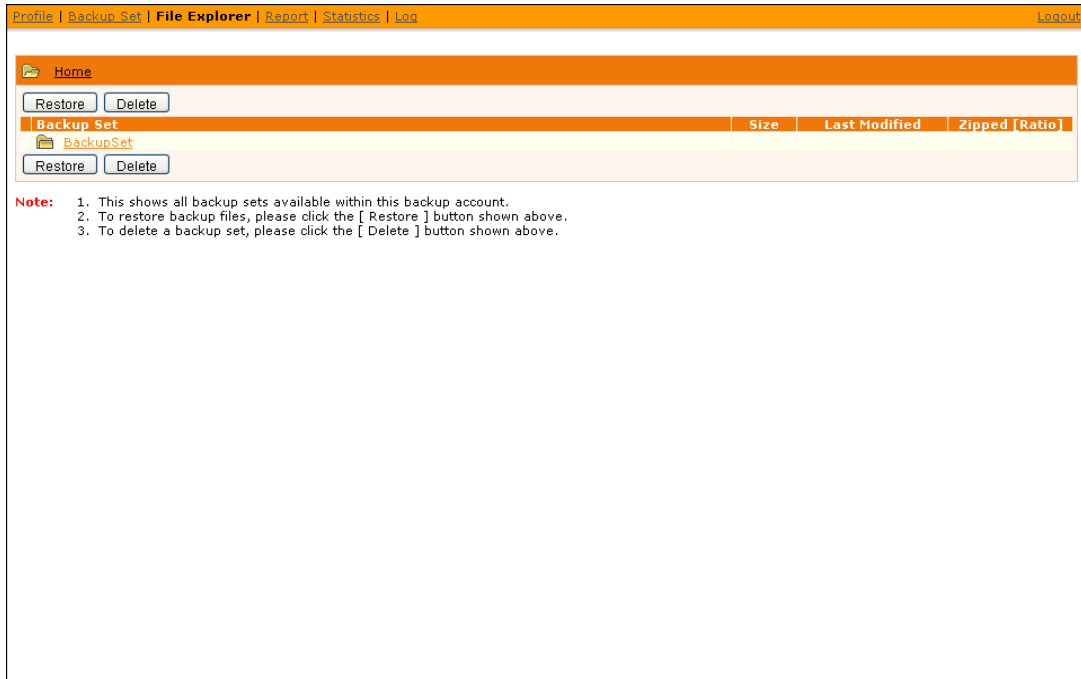 Profile | Backup Set | File Explorer | Report | Statistics | Log Logout
Home
Restore Delete
Backup Set Size Last Modified Zipped [Ratio]
BackupSet
Restore Delete
Note: 1. This shows all backup sets available within this backup account.
2. To restore backup files, please click the [ Restore ] button shown above.
3. To delete a backup set, please click the [ Delete ] button shown above.